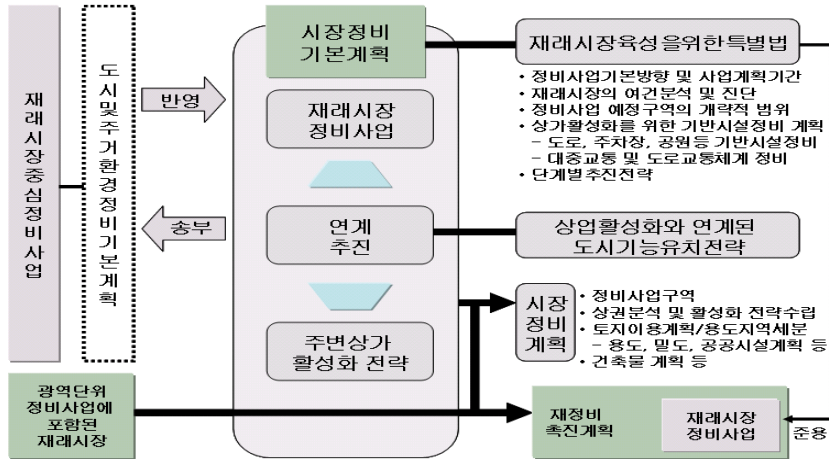 재래시장중심정비사업
도시및주거환경정비기본계획
반영
송부
시장정비
기본계획
재래시장
정비사업
연계
추진
주변상가
활성화 전략
재래시장육성을위한특별법
• 정비사업기본방향 및 사업계획기간
• 재래시장의 여건분석 및 진단
• 정비사업 예정구역의 개략적 범위
• 상가활성화를 위한 기반시설정비 계획
– 도로, 주차장, 공원등 기반시설정비
– 대중교통 및 도로교통체계 정비
• 단계별추진전략
상업활성화와 연계된
도시기능유치전략
시장
정비
계획
• 정비사업구역
• 상권분석 및 활성화 전략수립
• 토지이용계획/용도지역세분
– 용도, 밀도, 공공시설계획 등
• 건축물 계획 등
광역단위
정비사업에
포함된
재래시장
재정비
촉진계획
재래시장
정비사업
준용